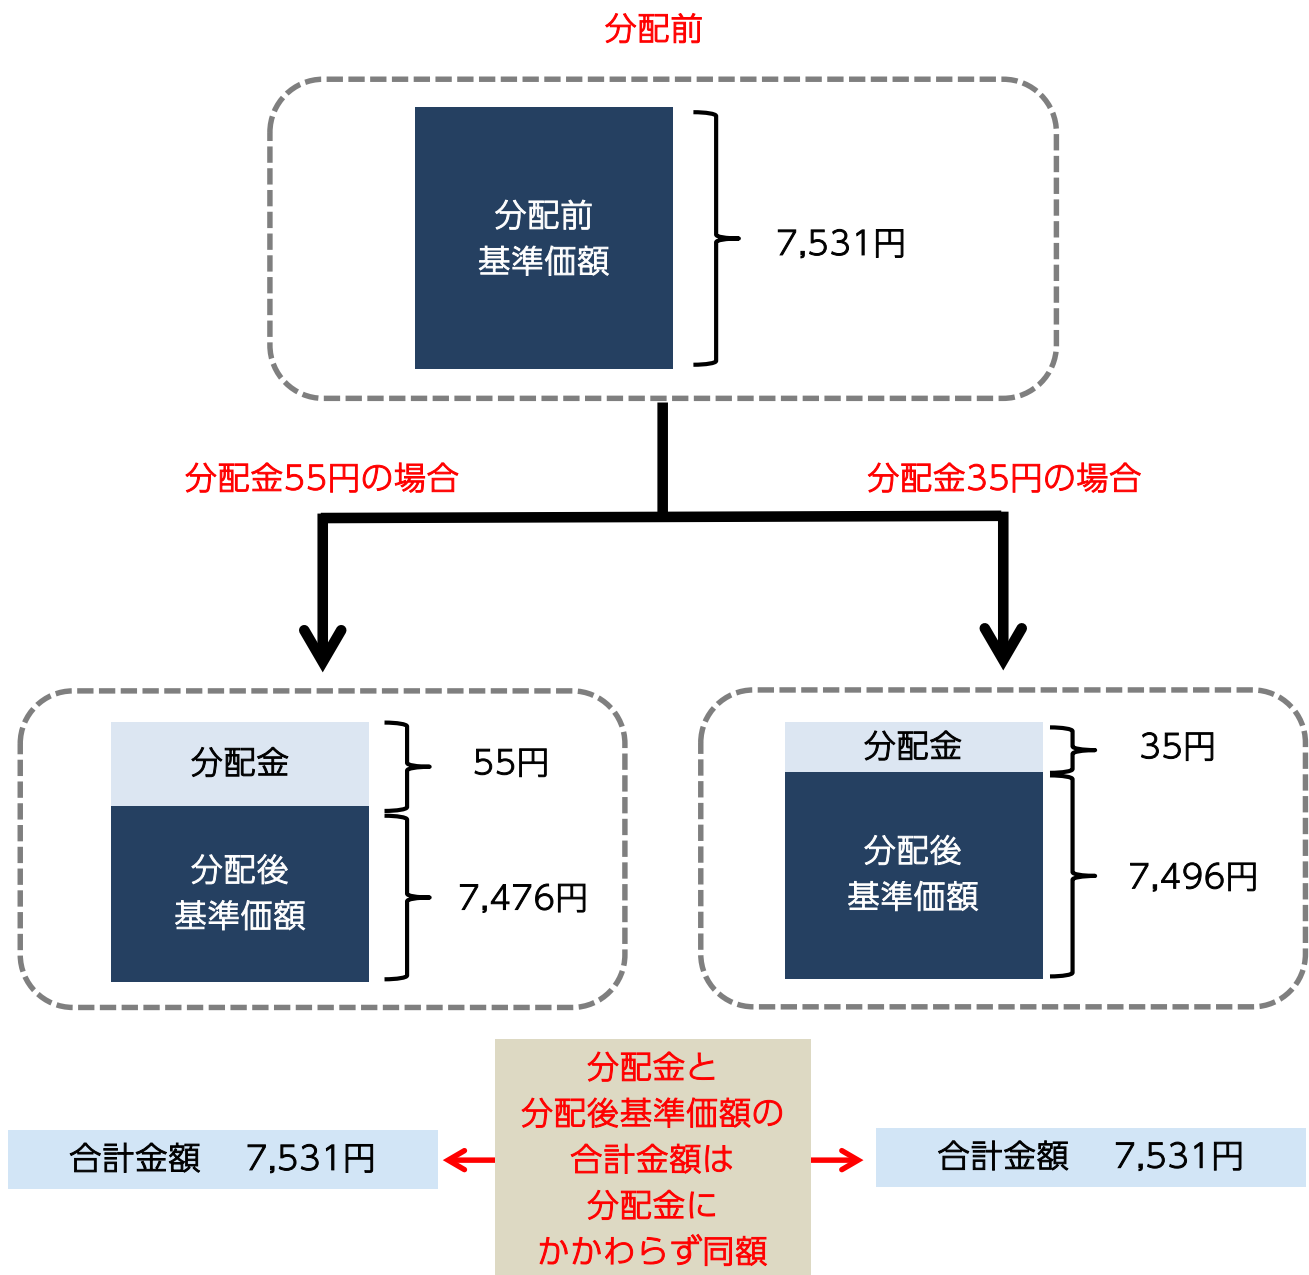 分配前
分配前
基準価額
7,531円
分配金55円の場合
分配金35円の場合
分配金
55円
分配後
基準価額
7,476円
分配金
35円
分配後
基準価額
7,496円
分配金と
分配後基準価額の
合計金額は
分配金に
かかわらず同額
合計金額 7,531円
合計金額 7,531円